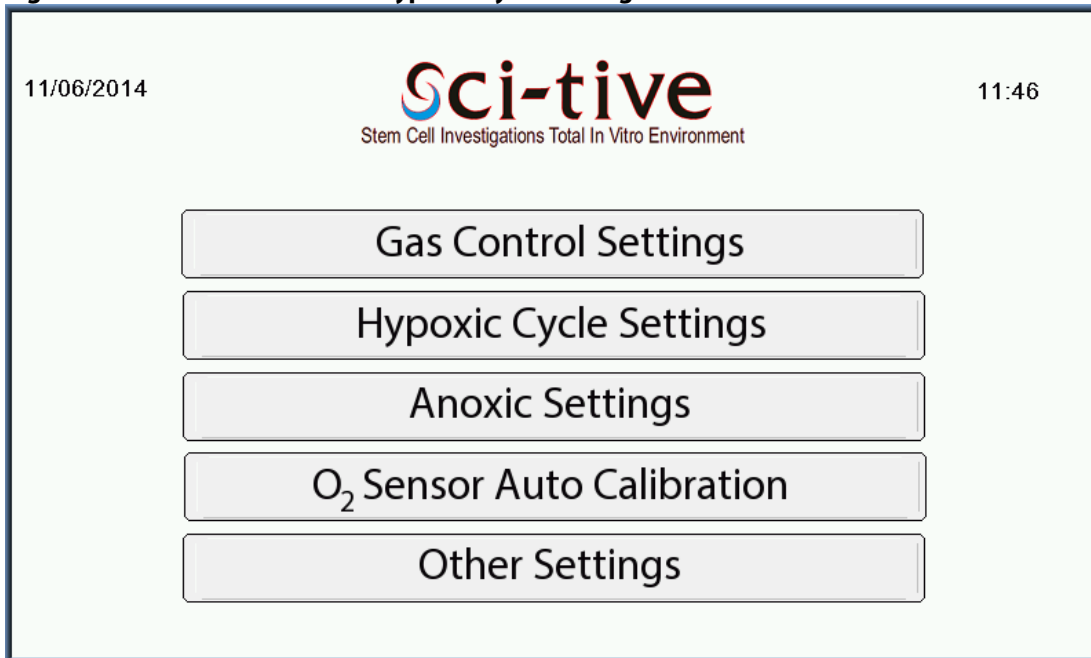 11/06/2014
Sci-tive
11:46
Stem Cell Investigations Total In Vitro Environment
Gas Control Settings
Hypoxic Cycle Settings
Anoxic Settings
O₂ Sensor Auto Calibration
Other Settings